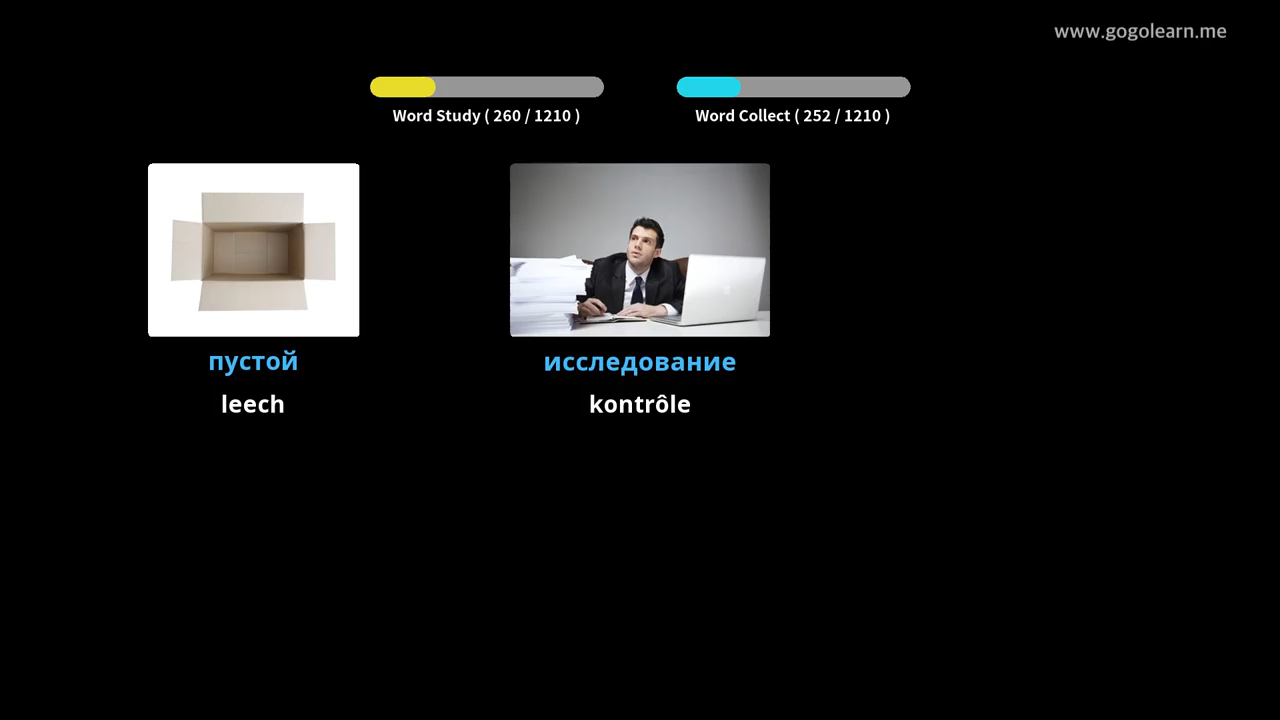 www.gogolearn.me
Word Study ( 260 / 1210 )
Word Collect ( 252 / 1210 )
пустой
leech
исследование
kontrôle